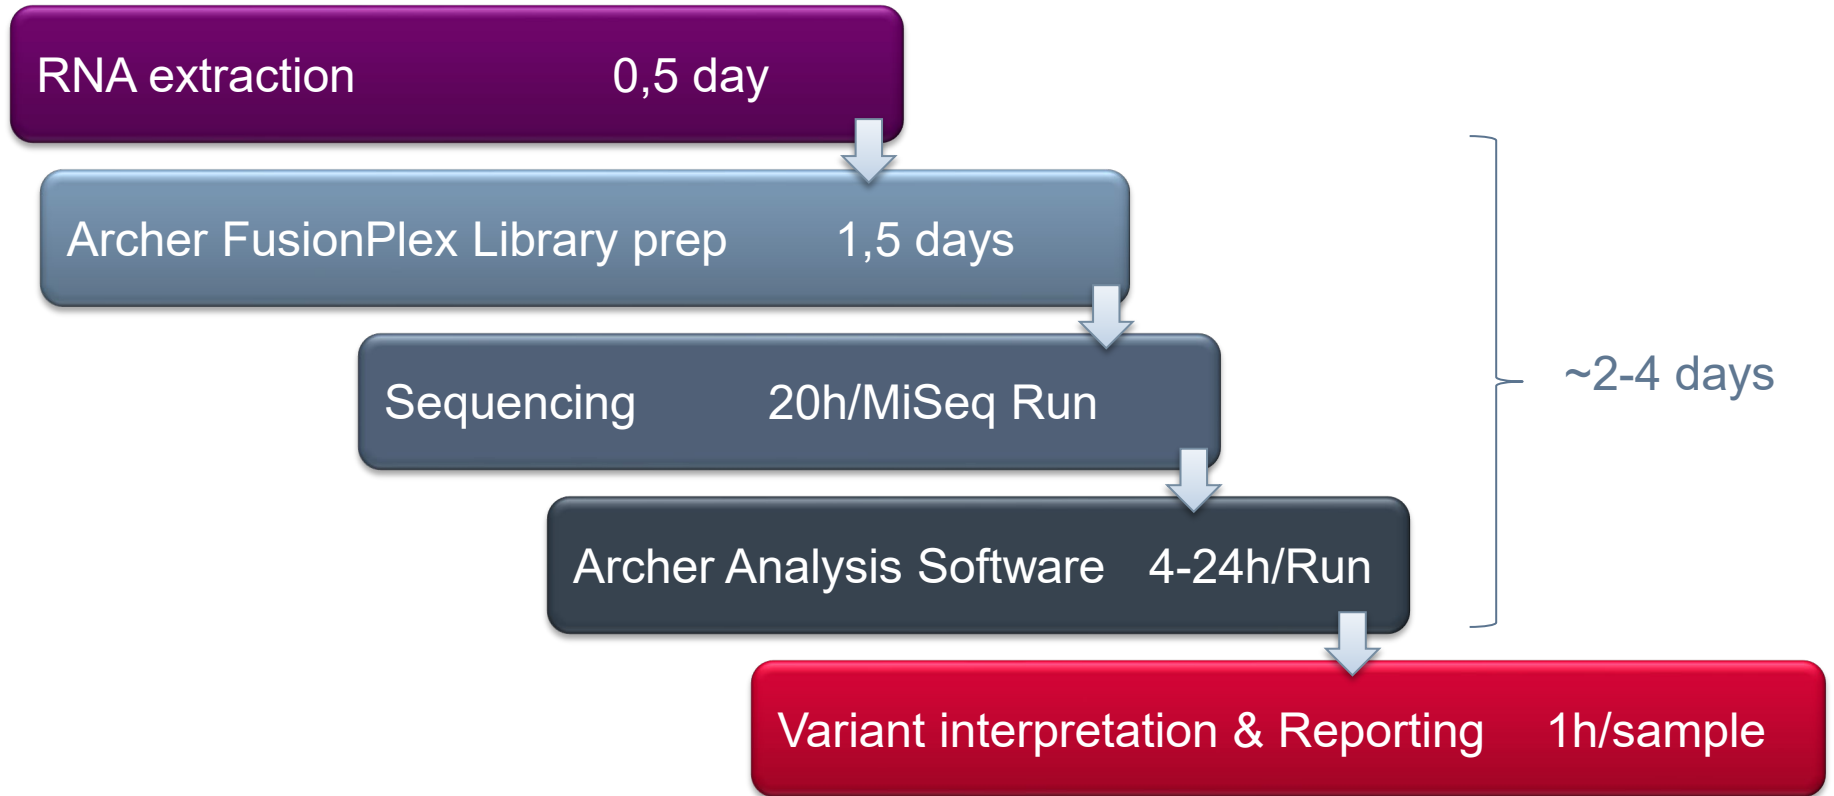 RNA extraction 0,5 day
Archer FusionPlex Library prep 1,5 days
Sequencing 20h/MiSeq Run
~2-4 days
Archer Analysis Software 4-24h/Run
Variant interpretation & Reporting 1h/sample